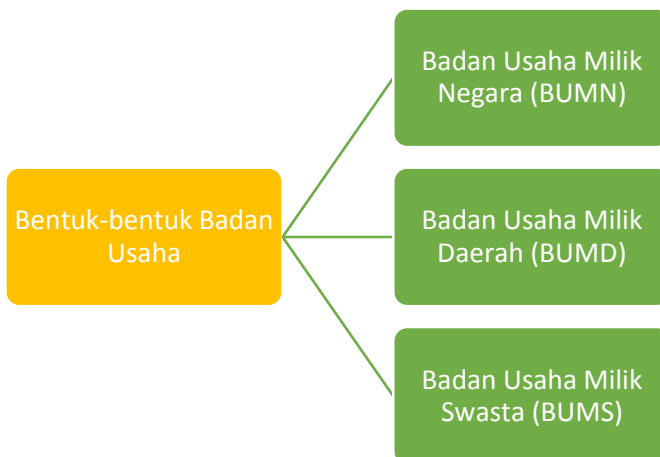 Badan Usaha Milik
Negara (BUMN)
Bentuk-bentuk Badan
Usaha
Badan Usaha Milik
Daerah (BUMD)
Badan Usaha Milik
Swasta (BUMS)